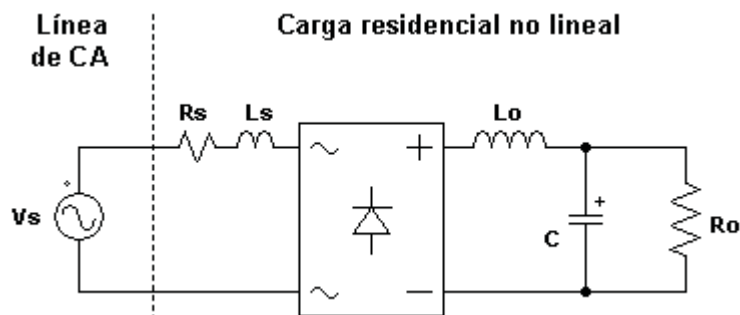 Línea
de CA
Carga residencial no lineal
Rs
Ls
Lo
Vs
~
+
~
−
+
C
Ro